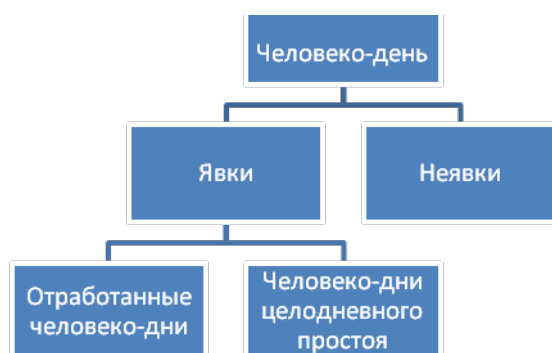 Человеко-день
Явки
Неявки
Отработанные
человеко-дни
Человеко-дни
целодневного
простоя